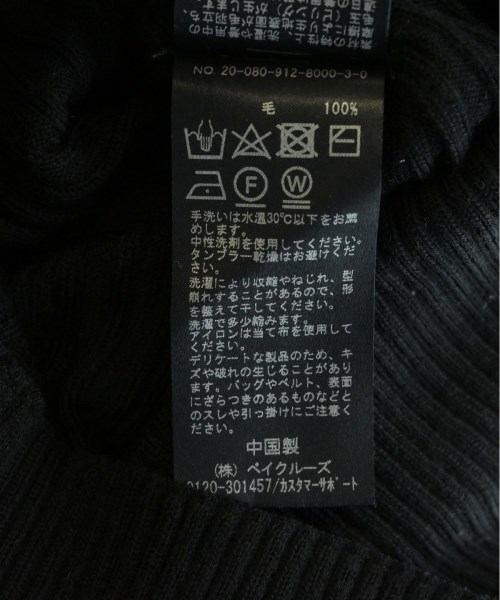 NO. 20-080-912-8000-3-0
毛 100%
F W
手洗いは水温30℃以下をお薦
めします。
中性洗剤を使用してください。
タンブラー乾燥はお避けくだ
さい。
洗濯により収縮やねじれ、型
崩れすることがあるので、形
を整えて干してください。
洗濯で多少縮みます。
アイロンは当て布を使用して
ください。
デリケートな製品のため、キ
ズや破れの生じることがあり
ます。バッグやベルト、表面
にざらつきのあるものなどと
のスレや引っ掛けにご注意く
ださい。
中国製
(株) ベイクルーズ
0120-301457/カスタマーサポート